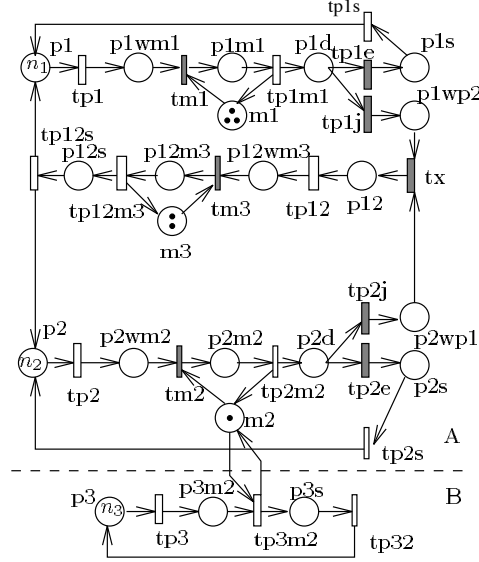 tp1s
p1 p1wm1 p1m1 p1d tp1e p1s
n1
tp1 tm1 m1 tp1m1 tp1j p1wp2
tp12s
p12s p12m3 p12wm3
tp12m3 tm3 tp12 p12 tx
m3
tp2j
p2 p2wm2 p2m2 p2d p2wp1
n2
tp2 tm2 tp2m2 tp2e p2s
m2
A
tp2s
B
p3 p3m2 p3s
n3
tp3 tp3m2 tp32